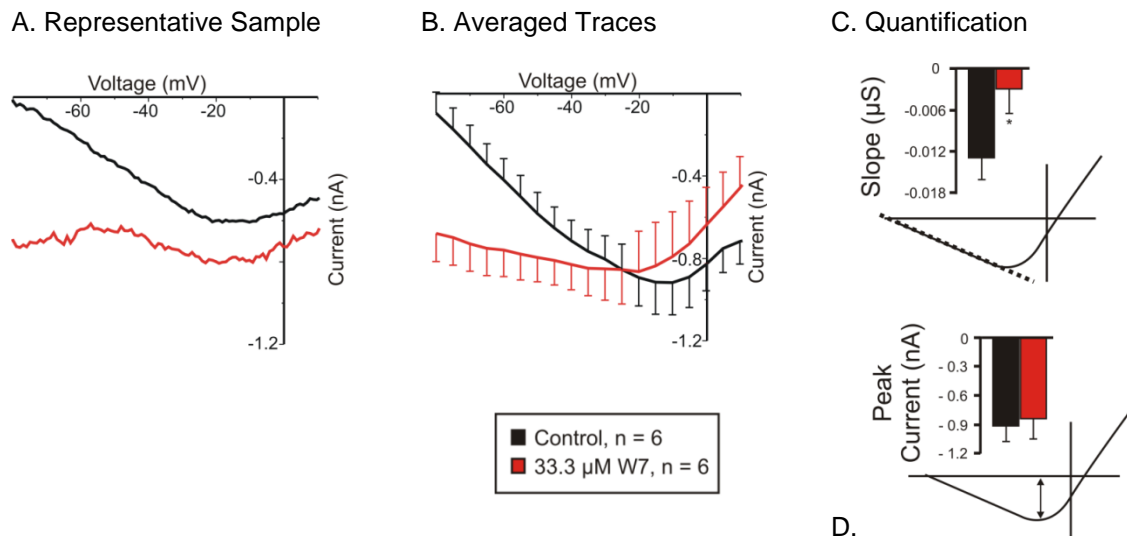 A. Representative Sample
Voltage (mV)
-60
-20
-0.4
Current (nA)
-1.2
B. Averaged Traces
Voltage (mV)
-60
-20
-0.4
-0.8
Current (nA)
-1.2
Control, n = 6
33.3 µM W7, n = 6
C. Quantification
Slope (µS)
0
-0.006
-0.012
-0.018
*
Peak
Current (nA)
0
- 0.3
- 0.6
- 0.9
- 1.2
D.